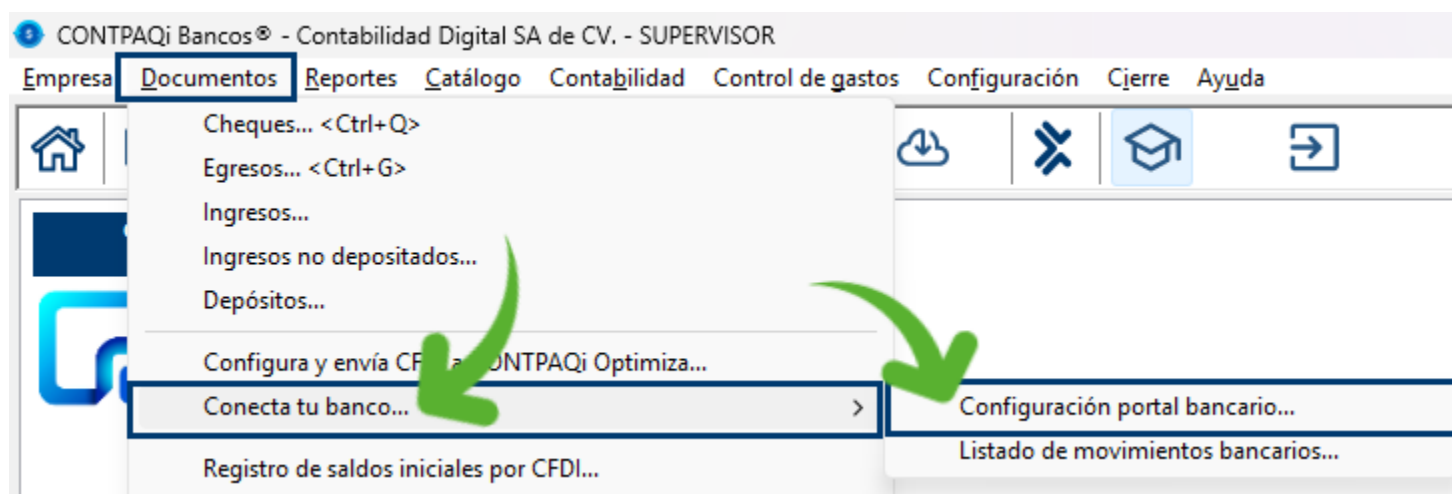 CONTPAQi Bancos® - Contabilidad Digital SA de CV. - SUPERVISOR
Empresa Documentos Reportes Catálogo Contabilidad Control de gastos Configuración Cierre Ayuda
Cheques... <Ctrl+Q>
Egresos... <Ctrl+G>
Ingresos...
Ingresos no depositados...
Depósitos...
Configura y envía a CONTPAQi Optimiza...
Conecta tu banco... >
Configuración portal bancario...
Listado de movimientos bancarios...
Registro de saldos iniciales por CFDI...